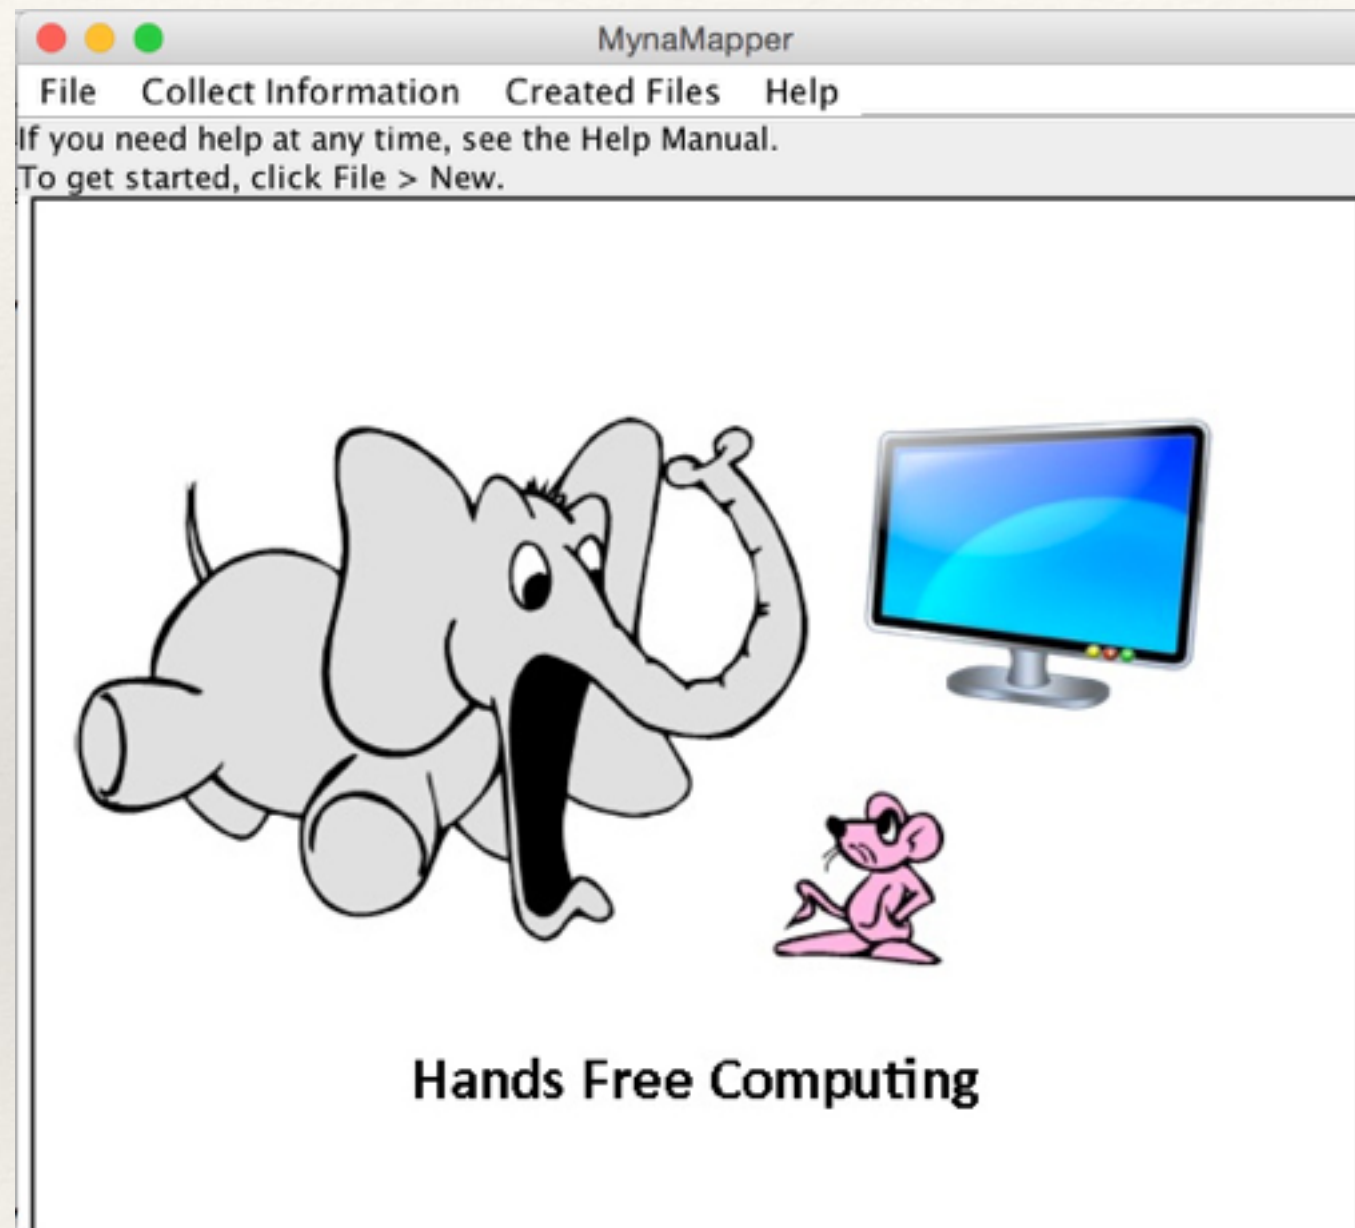 MynaMapper
File Collect Information Created Files Help
If you need help at any time, see the Help Manual.
To get started, click File > New.
Hands Free Computing